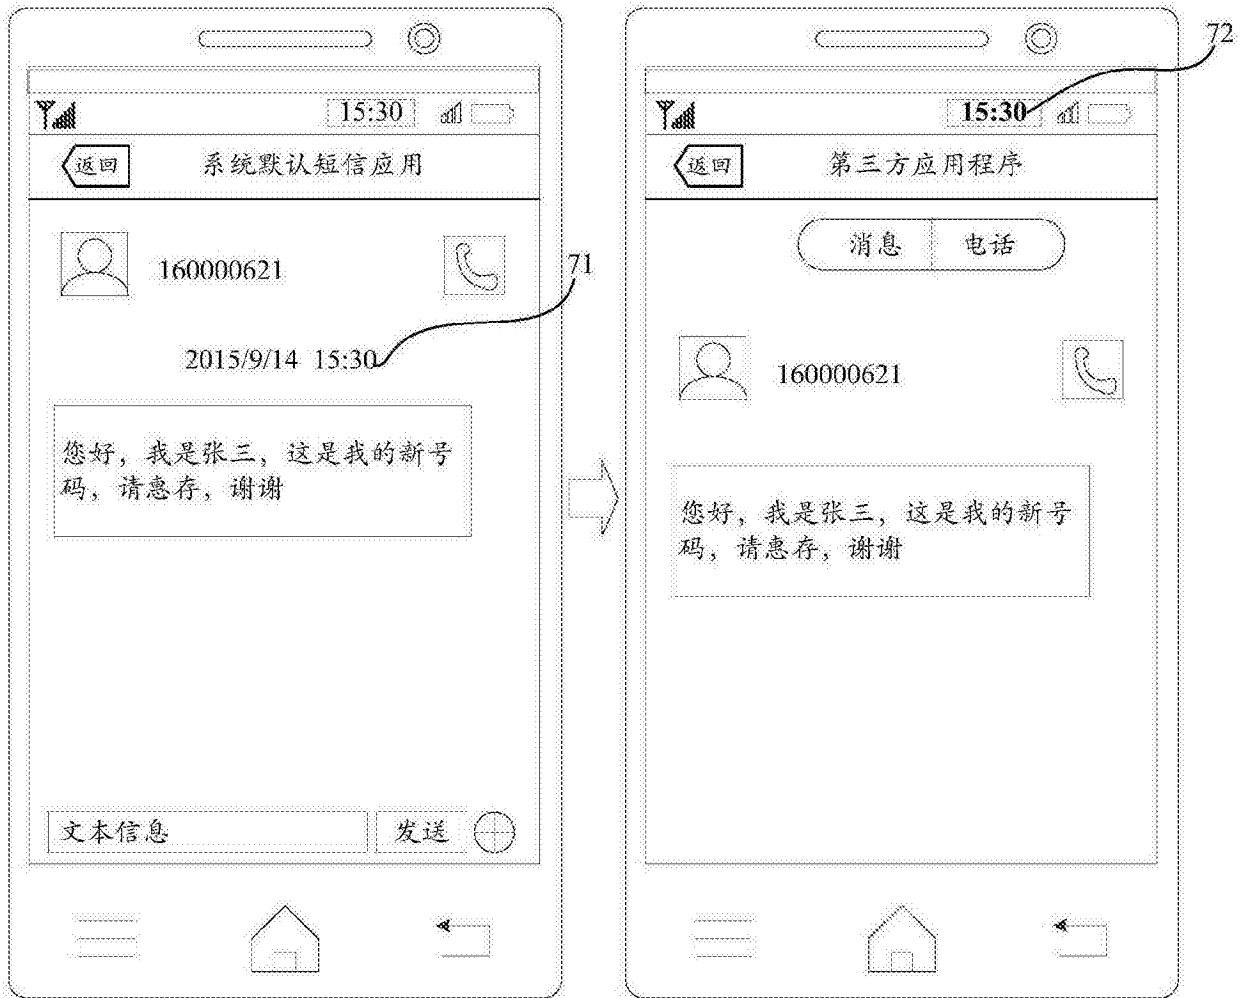 15:30
返回
系统默认短信应用
160000621
71
2015/9/14 15:30
您好，我是张三，这是我的新号
码，请惠存，谢谢
文本信息
发送
72
15:30
返回
第三方应用程序
消息
电话
160000621
您好，我是张三，这是我的新号
码，请惠存，谢谢